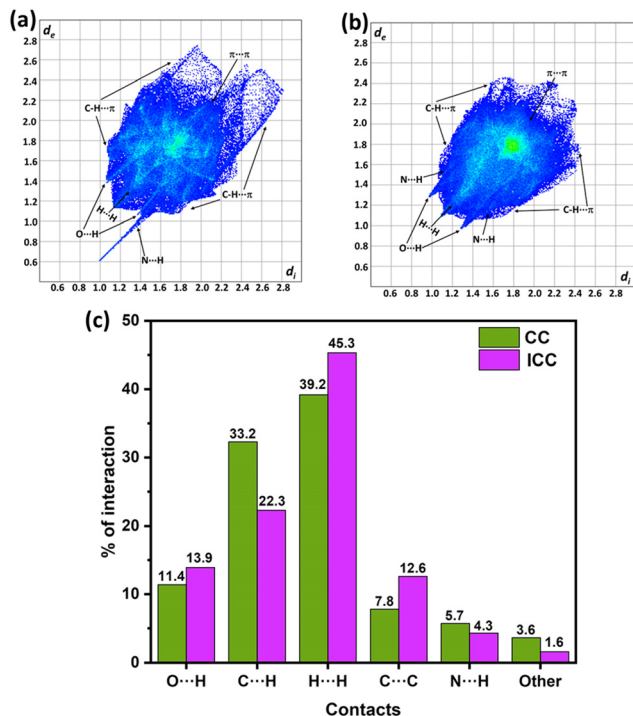 (a)
de
2.8
2.6
2.4
2.2
2.0
1.8
1.6
1.4
1.2
1.0
0.8
0.6
π···π
C-H···π
H···H
O···H
C-H···π
N···H
di
0.6 0.8 1.0 1.2 1.4 1.6 1.8 2.0 2.2 2.4 2.6 2.8
(b)
de
2.8
2.6
2.4
2.2
2.0
1.8
1.6
1.4
1.2
1.0
0.8
0.6
π···π
C-H···π
N···H
H···H
O···H
C-H···π
di
0.6 0.8 1.0 1.2 1.4 1.6 1.8 2.0 2.2 2.4 2.6 2.8
(c)
CC
ICC
% of interaction
50
40
30
20
10
0
11.4 13.9
33.2 22.3
39.2 45.3
7.8 12.6
5.7 4.3
3.6 1.6
O···H C···H H···H C···C N···H Other
Contacts